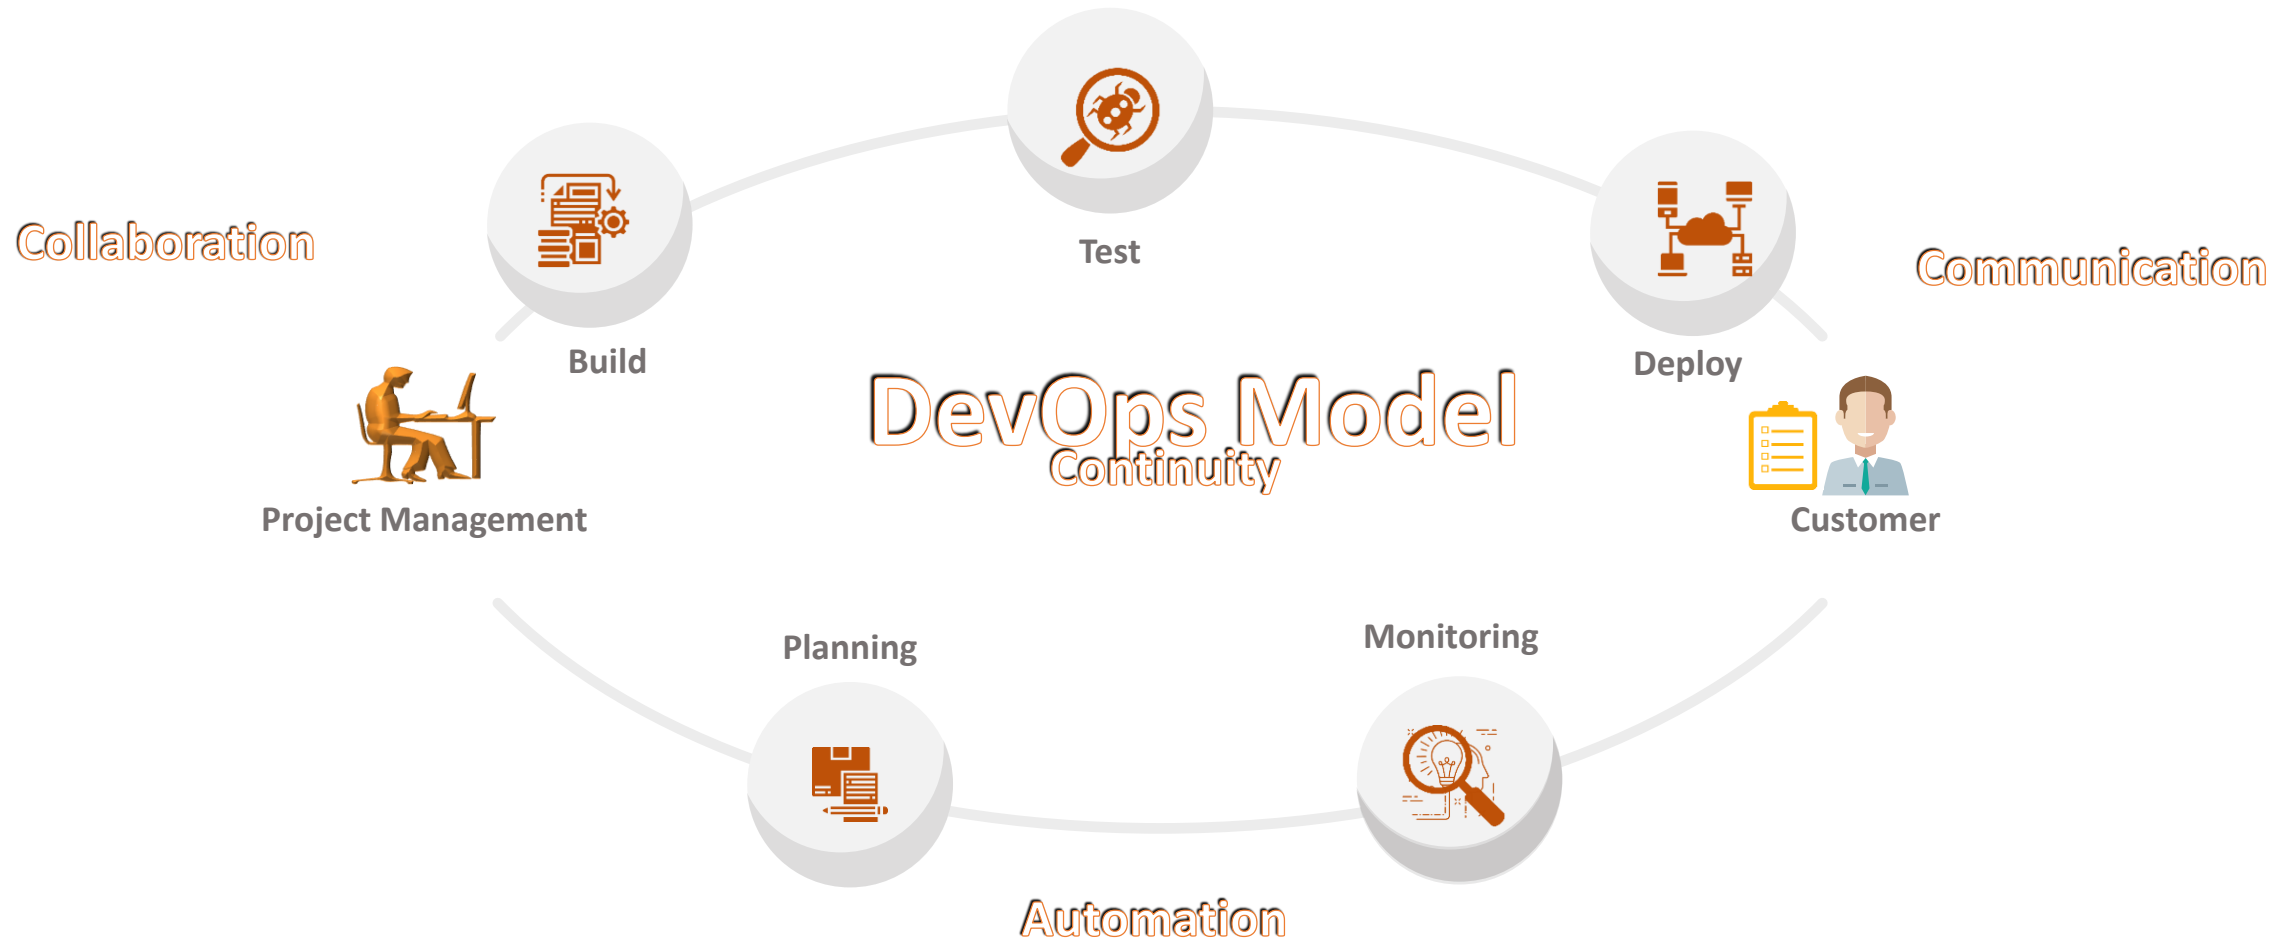 Collaboration
Test
Communication
Build
Deploy
DevOps Model
Continuity
Project Management
Customer
Planning
Monitoring
Automation